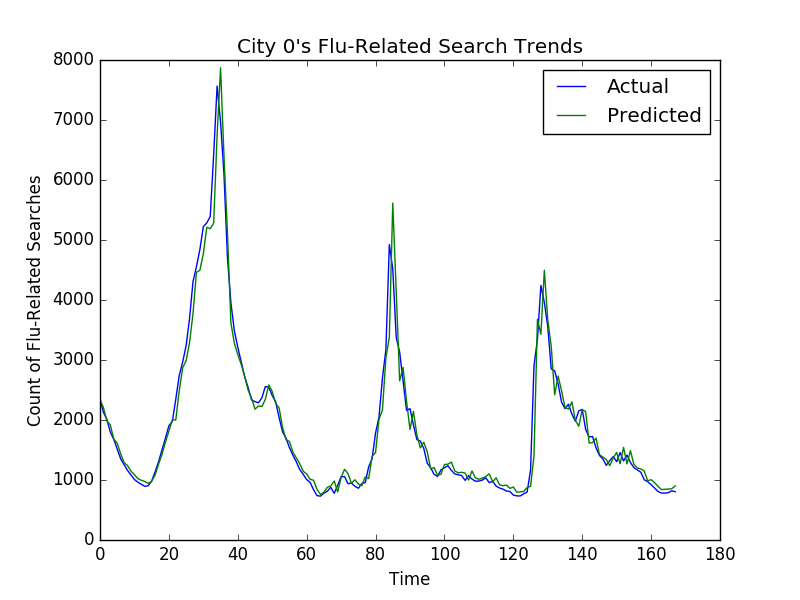 City 0's Flu-Related Search Trends
8000
7000
6000
5000
4000
3000
2000
1000
0
Count of Flu-Related Searches
Actual
Predicted
0 20 40 60 80 100 120 140 160 180
Time